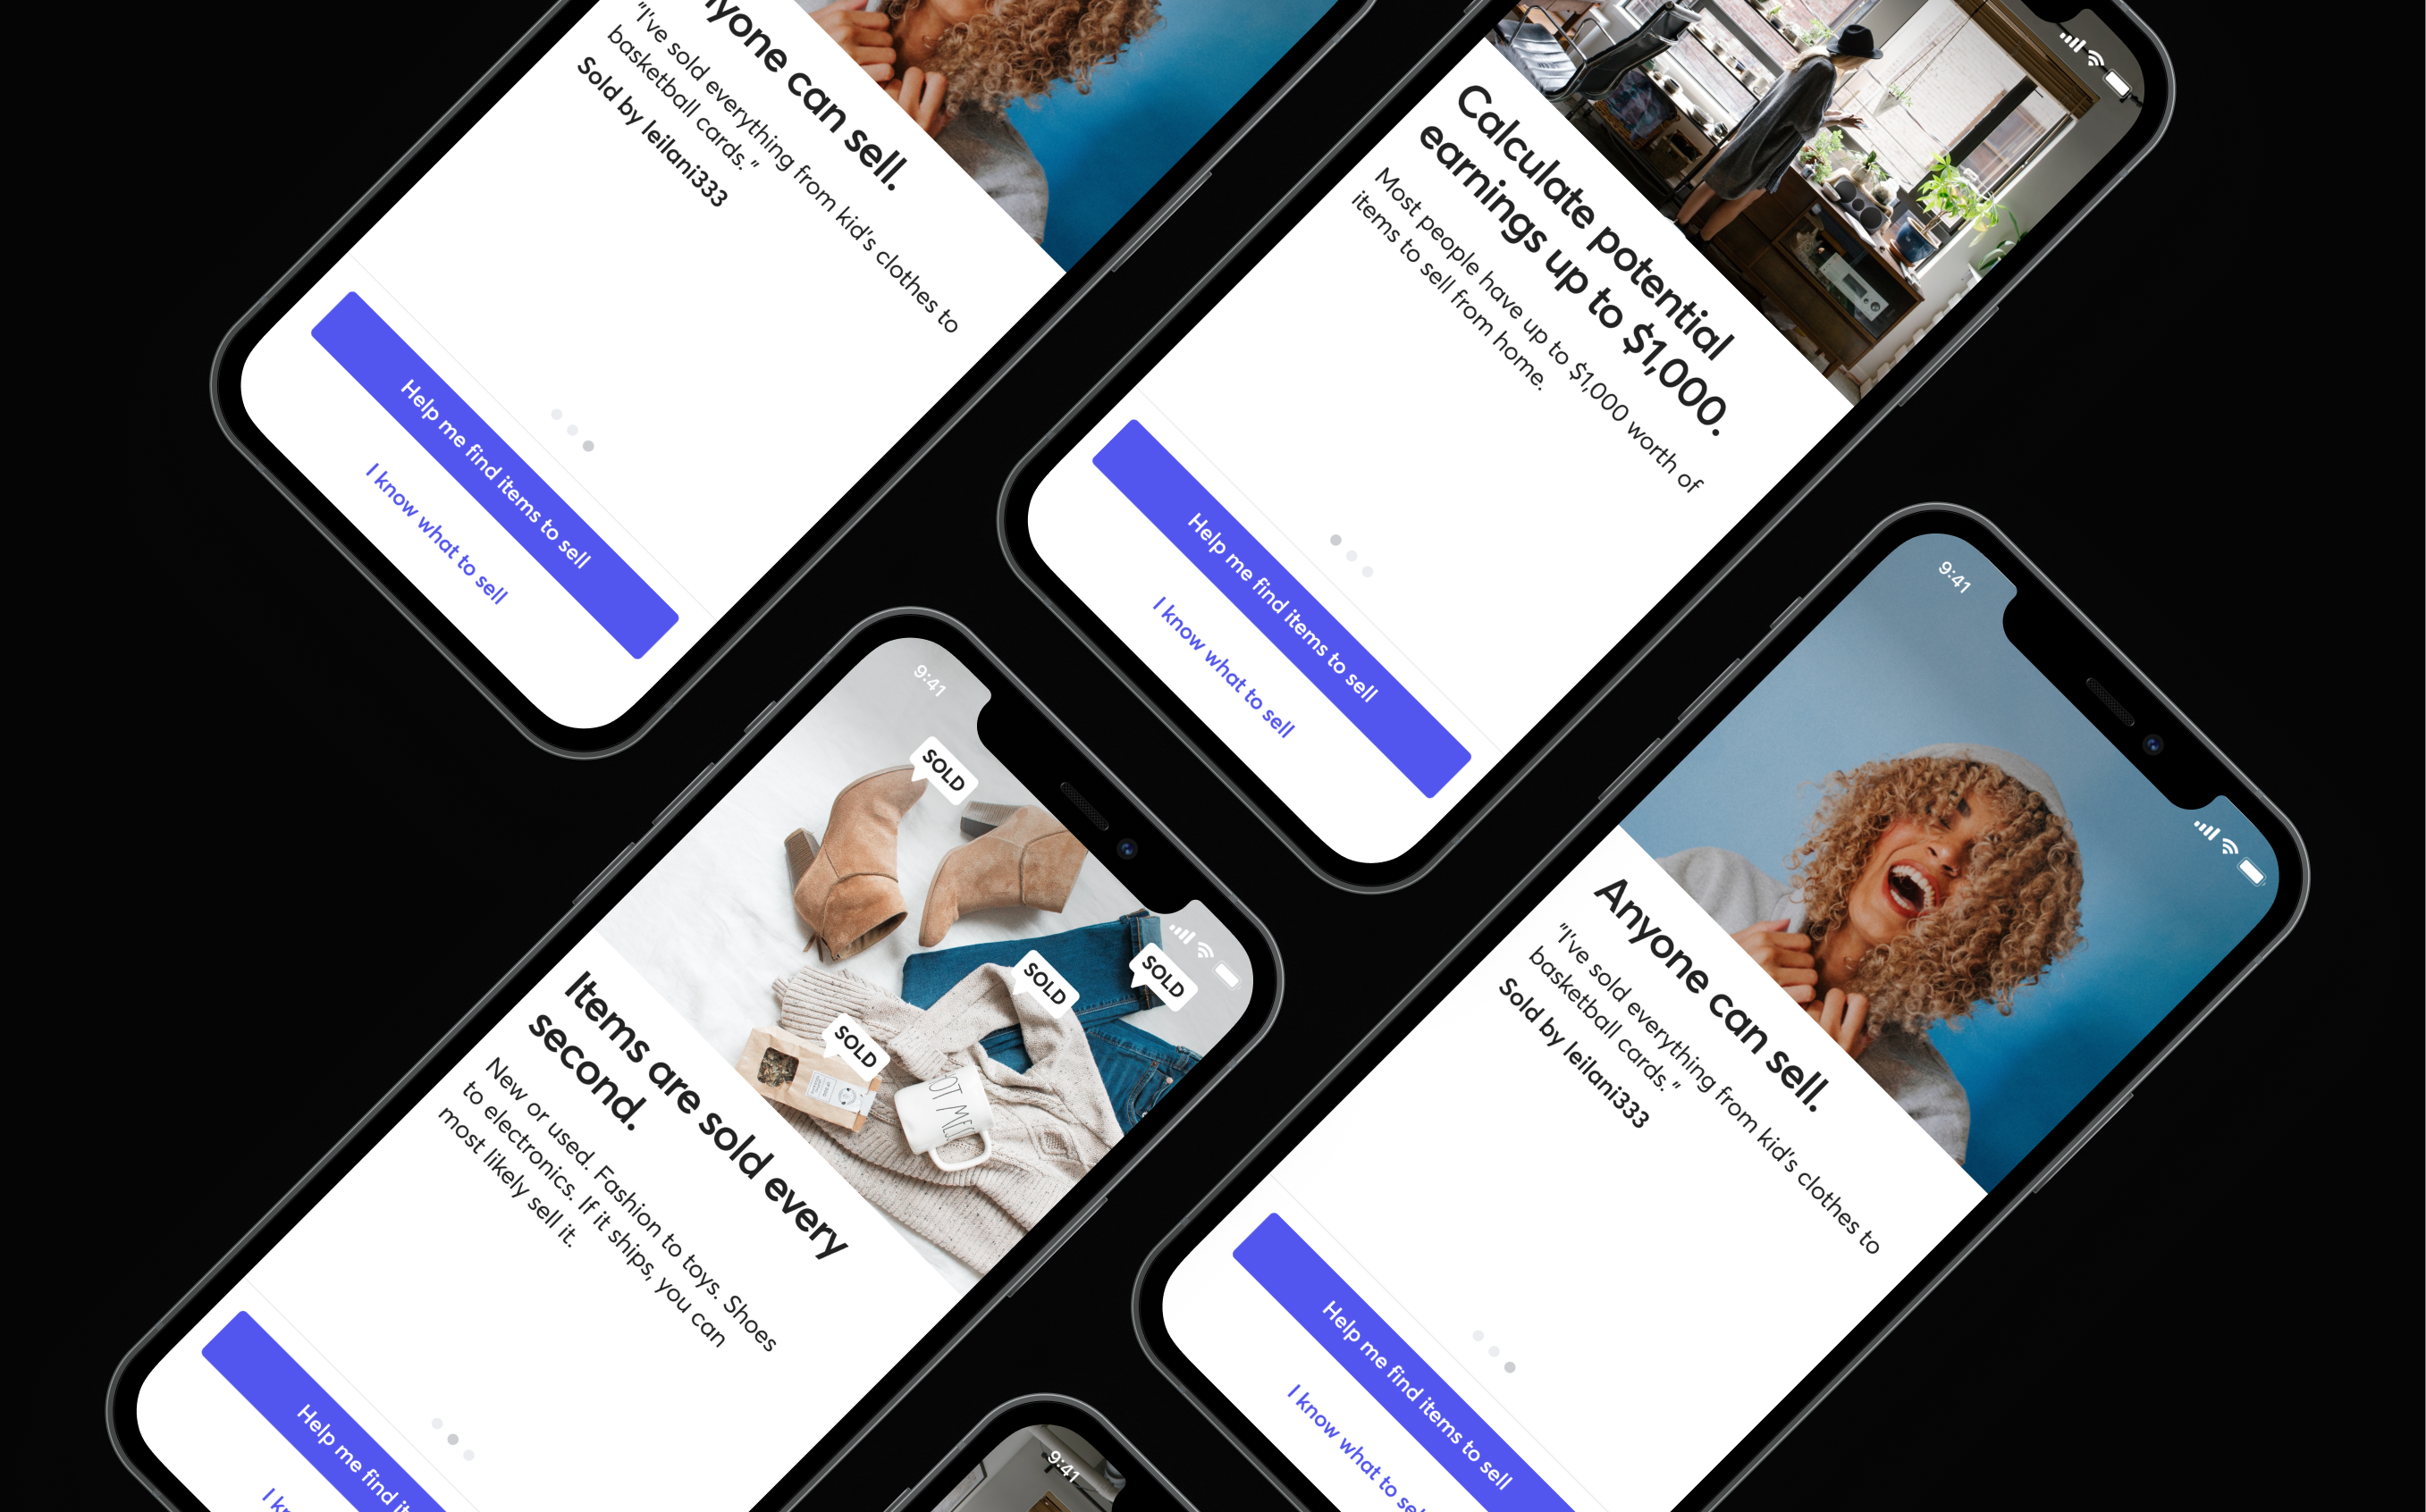 Anyone can sell.
"I've sold everything from kid's clothes to
basketball cards."
Sold by leilani333
Help me find items to sell
I know what to sell
Calculate potential
earnings up to $1,000.
Most people have up to $1,000 worth of
items to sell from home.
Help me find items to sell
I know what to sell
9:41
SOLD
SOLD
SOLD
SOLD
OT ME
Items are sold every
second.
New or used. Fashion to toys. Shoes
to electronics. If it ships, you can
most likely sell it.
Help me find it
I kn
9:41
Anyone can sell.
"I've sold everything from kid's clothes to
basketball cards."
Sold by leilani333
Help me find items to sell
I know what to sel
9:41